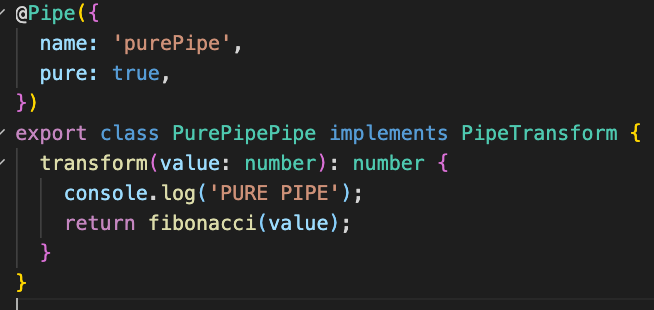 @Pipe({
  name: 'purePipe',
  pure: true,
})
export class PurePipePipe implements PipeTransform {
  transform(value: number): number {
    console.log('PURE PIPE');
    return fibonacci(value);
  }
}